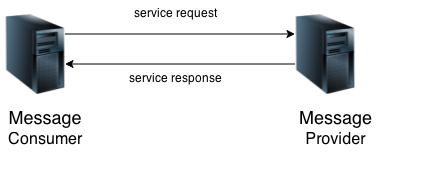 service request
service response
Message
Consumer
Message
Provider